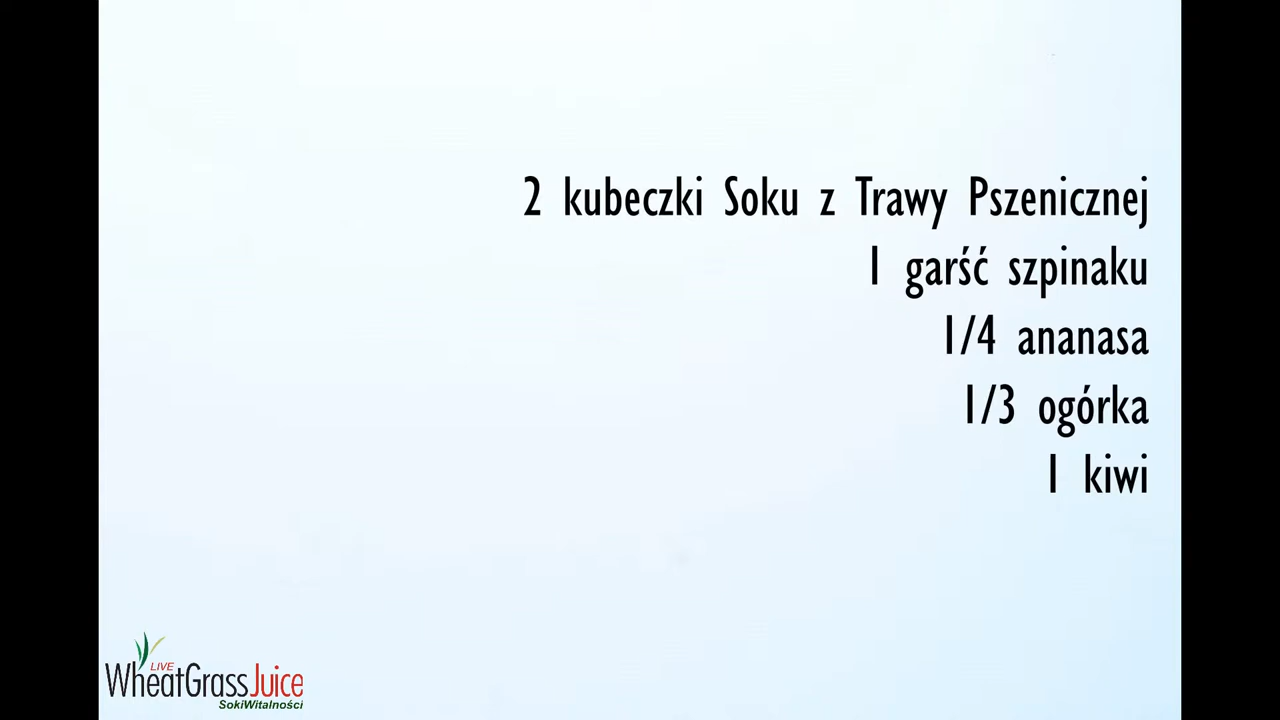 2 kubeczki Soku z Trawy Pszenicznej
1 garść szpinaku
1/4 ananasa
1/3 ogórka
1 kiwi
LIVE
WheatGrassJuice
SokiWitalności